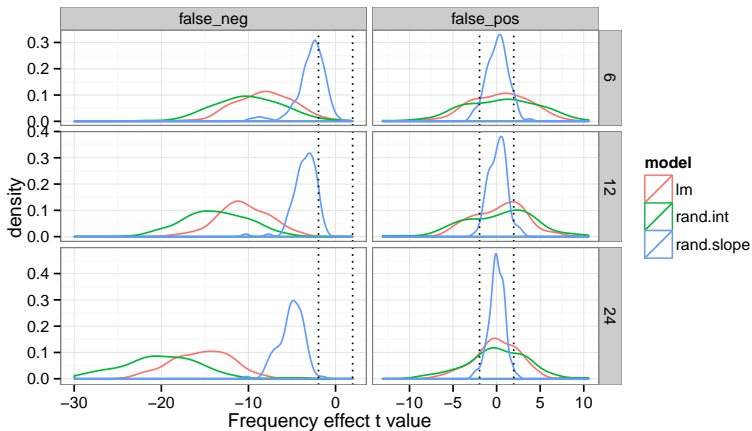 false_neg false_pos
0.3
0.2
0.1
0.0
6
0.4
0.3
0.2
0.1
0.0
12
0.4
0.3
0.2
0.1
0.0
24
density
−30 −20 −10 0
−10 −5 0 5 10
Frequency effect t value
model
lm
rand.int
rand.slope